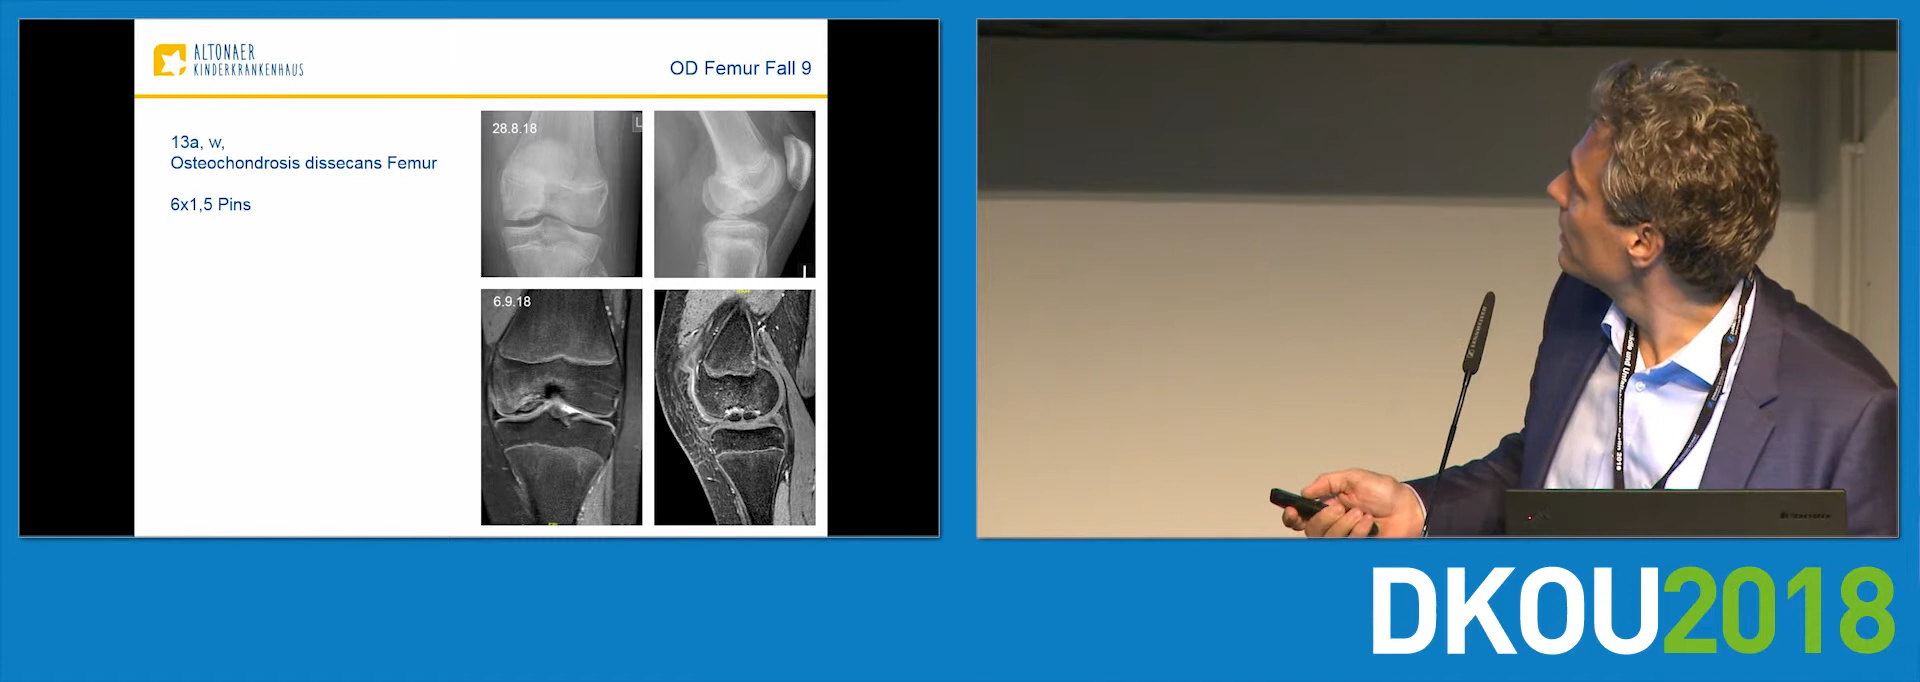 ALTONAER
KINDERKRANKENHAUS
OD Femur Fall 9
13a, w,
Osteochondrosis dissecans Femur
6x1,5 Pins
28.8.18
L
6.9.18
SENNHEISER
DKOU2018